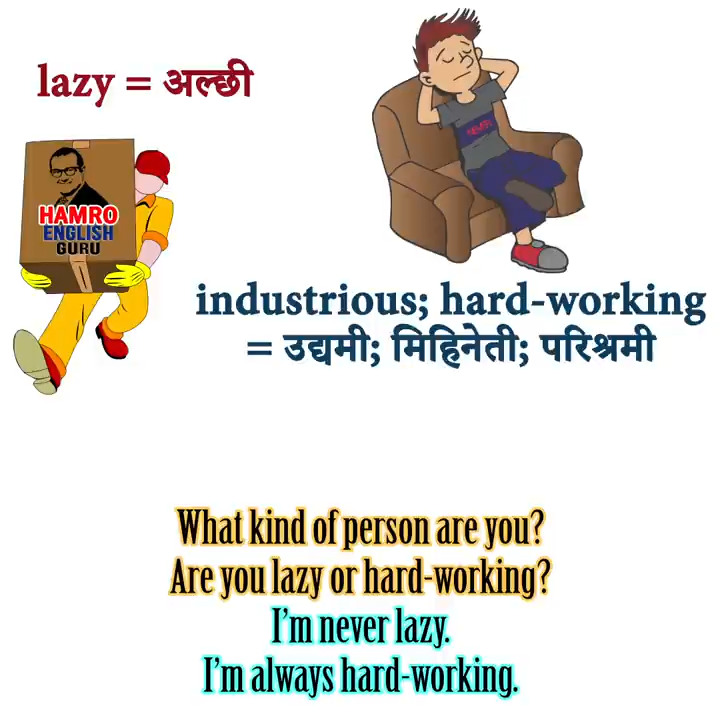 lazy = अल्छी
HAMRO
ENGLISH
GURU
industrious; hard-working
= उद्यमी; मिहिनेती; परिश्रमी
What kind of person are you?
Are you lazy or hard-working?
I'm never lazy.
I'm always hard-working.